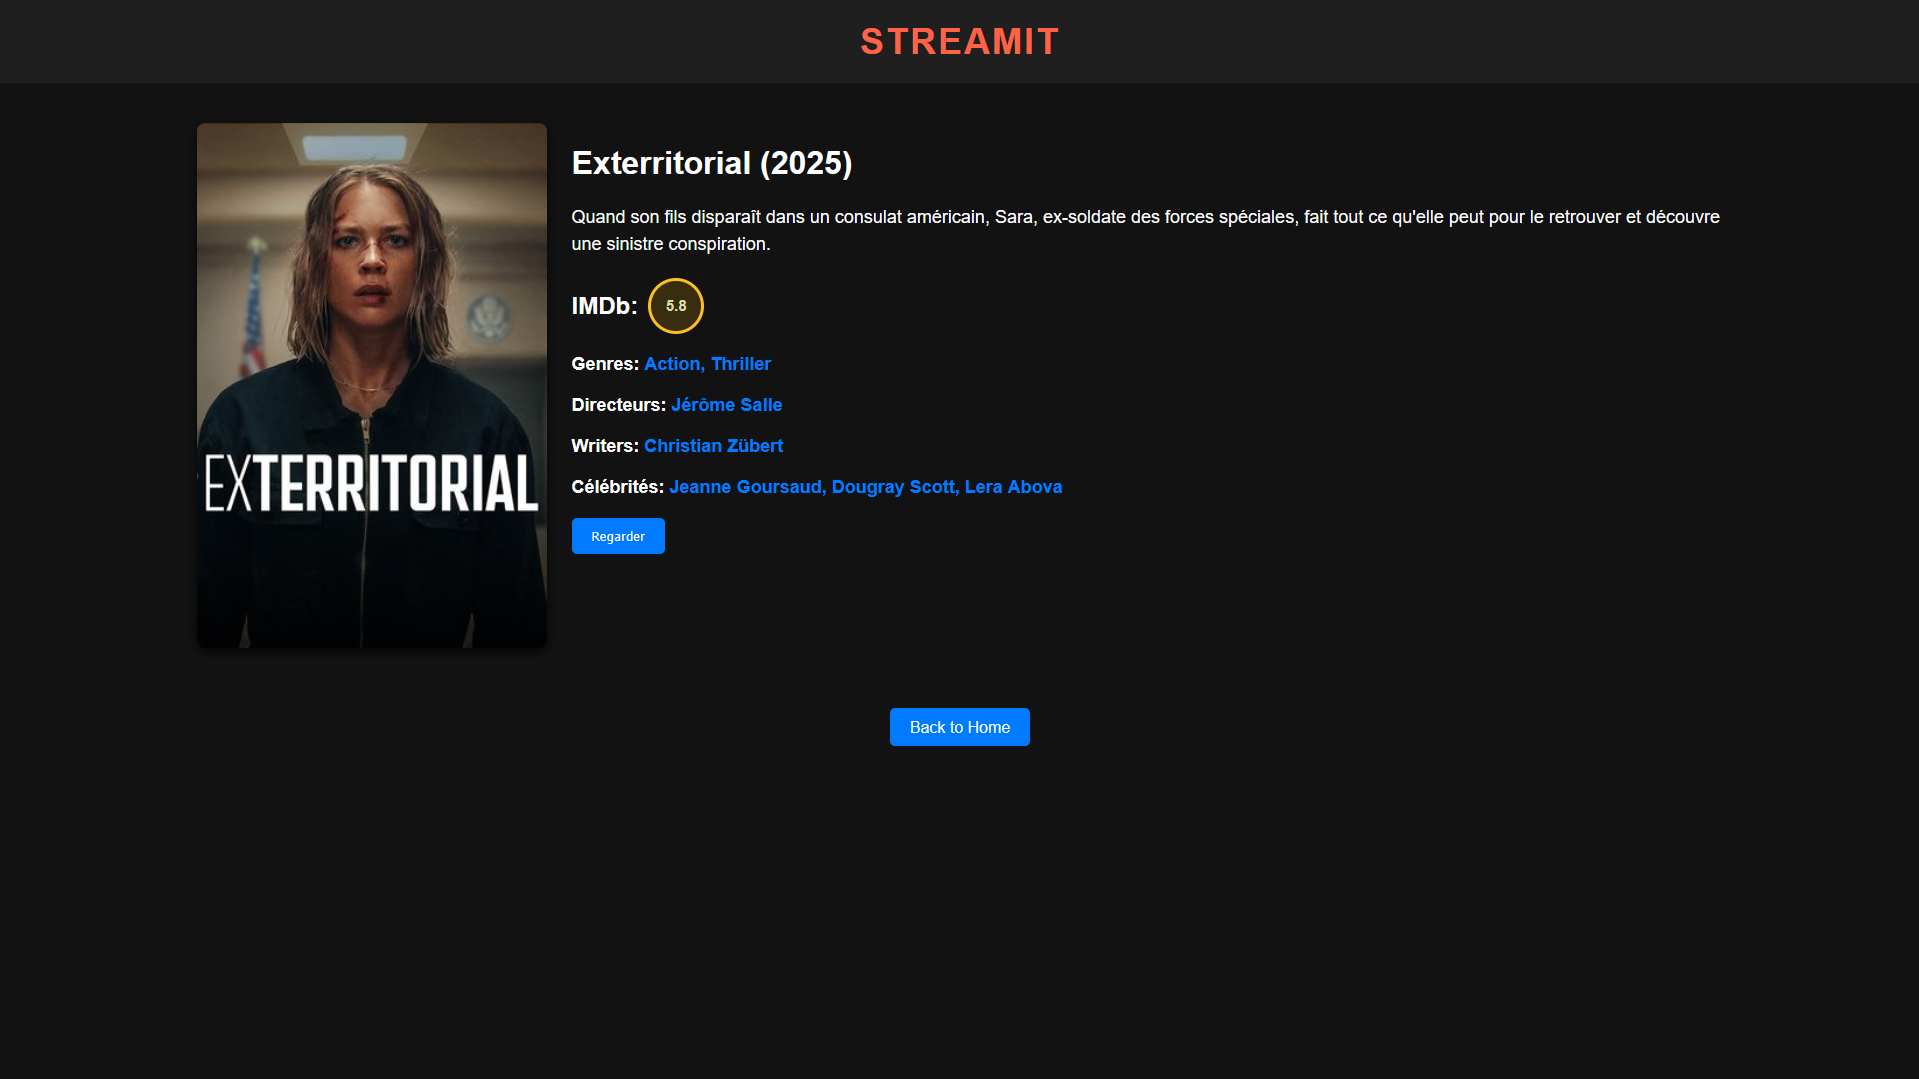 STREAMIT
EXTERRITORIAL
Exterritorial (2025)
Quand son fils disparaît dans un consulat américain, Sara, ex-soldate des forces spéciales, fait tout ce qu'elle peut pour le retrouver et découvre
une sinistre conspiration.
IMDb: 5.8
Genres: Action, Thriller
Directeurs: Jérôme Salle
Writers: Christian Zübert
Célébrités: Jeanne Goursaud, Dougray Scott, Lera Abova
Regarder
Back to Home